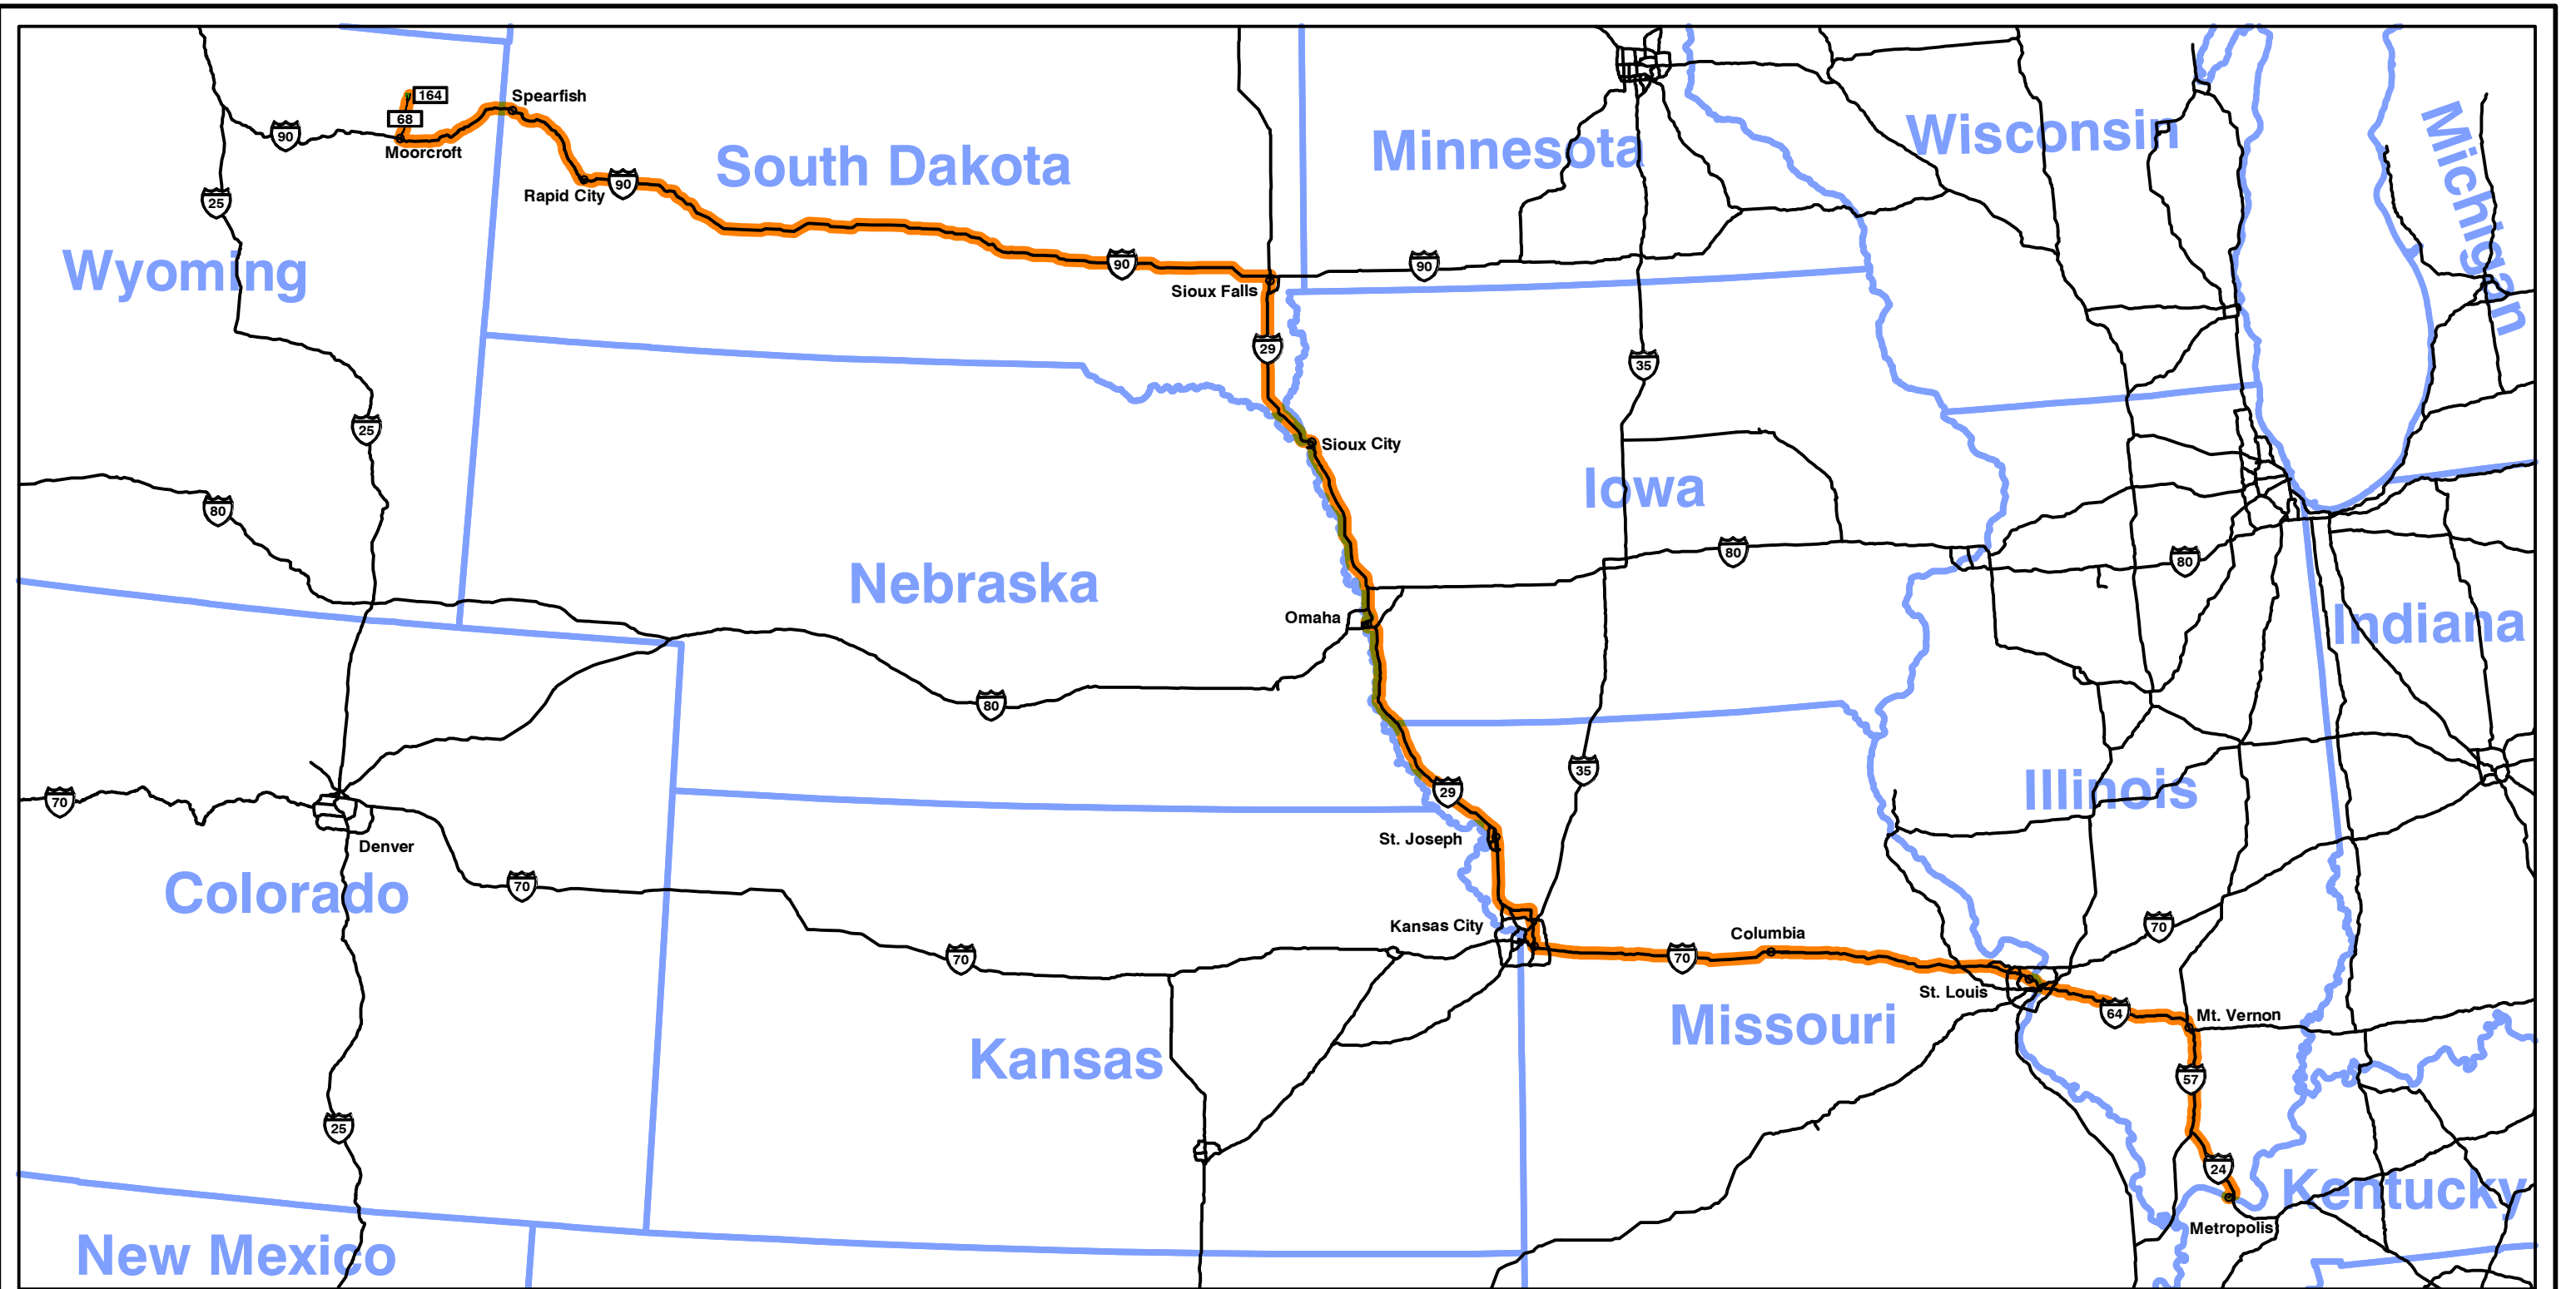 164
68
Spearfish
90
Moorcroft
Minnesota
Wisconsin
Michigan
South Dakota
Rapid City
90
25
Wyoming
90
90
Sioux Falls
29
35
25
Sioux City
80
Iowa
80
80
Nebraska
Omaha
Indiana
80
35
70
29
Illinois
Denver
St. Joseph
Colorado
70
Kansas City
Columbia
70
70
70
St. Louis
64
Mt. Vernon
Missouri
Kansas
57
25
24
Kentucky
Metropolis
New Mexico